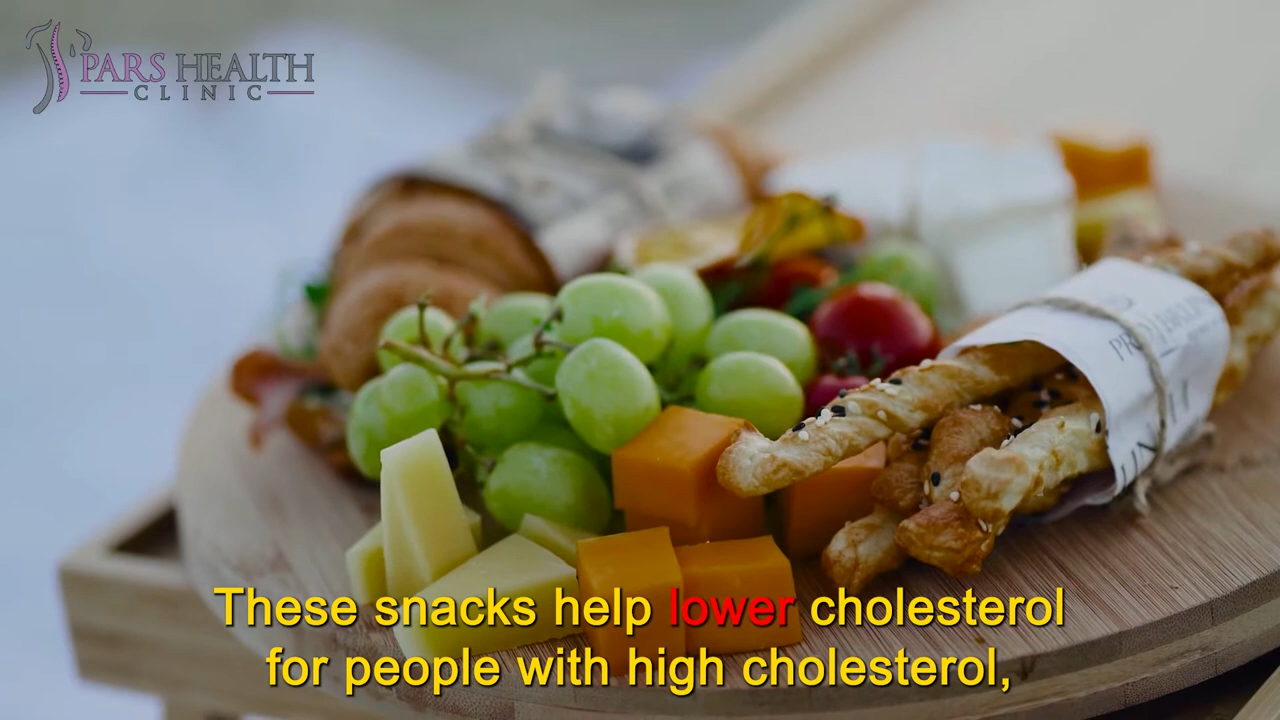 PARS HEALTH
CLINIC
These snacks help lower cholesterol
for people with high cholesterol,